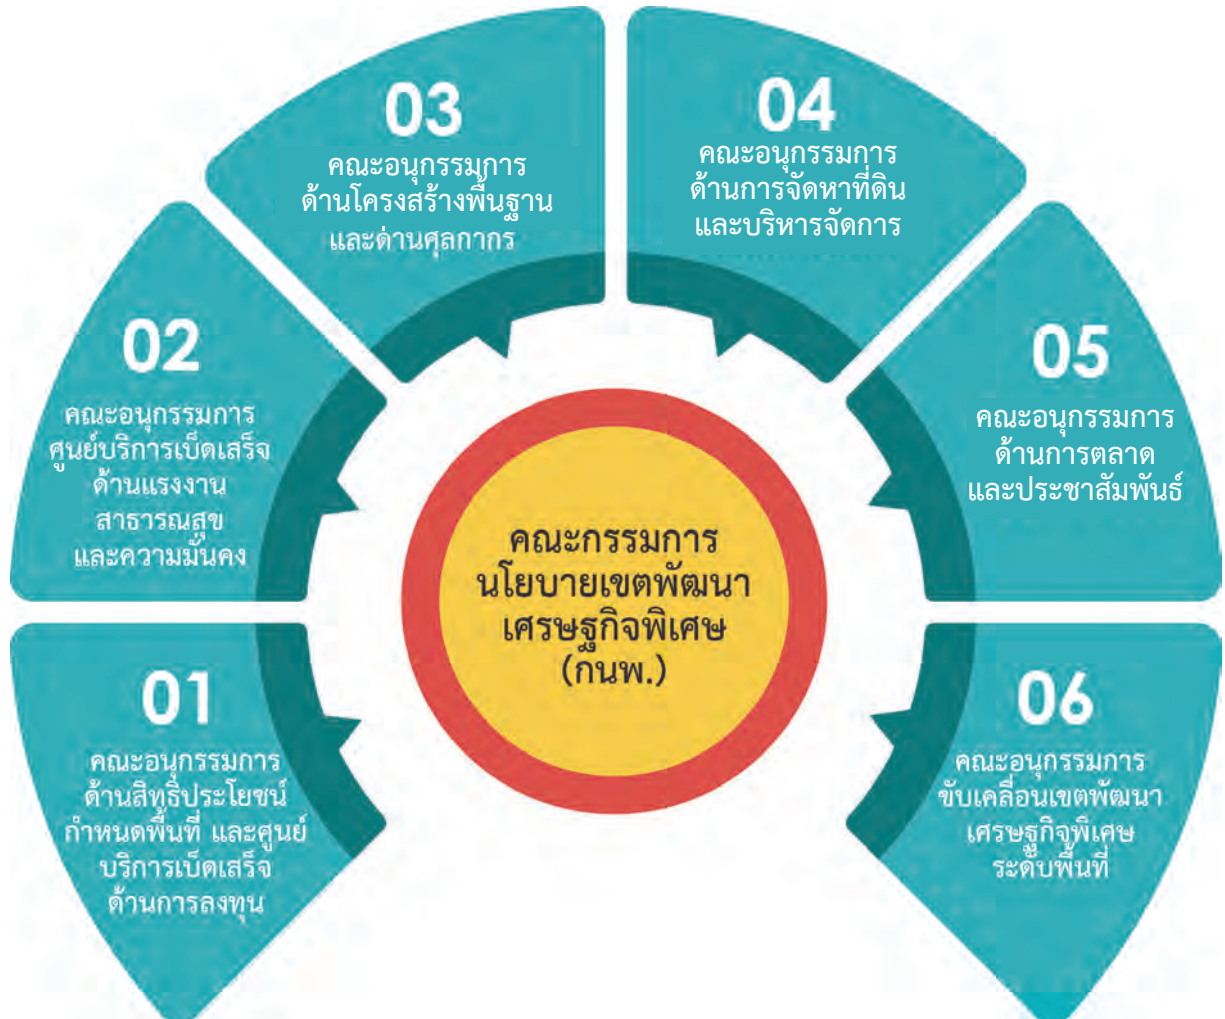 03
คณะอนุกรรมการ
ด้านโครงสร้างพื้นฐาน
และด่านศุลกากร
04
คณะอนุกรรมการ
ด้านการจัดหาที่ดิน
และบริหารจัดการ
02
คณะอนุกรรมการ
ศูนย์บริการเบ็ดเสร็จ
ด้านแรงงาน
สาธารณสุข
และความมั่นคง
05
คณะอนุกรรมการ
ด้านการตลาด
และประชาสัมพันธ์
คณะกรรมการ
นโยบายเขตพัฒนา
เศรษฐกิจพิเศษ
(กนพ.)
01
คณะอนุกรรมการ
ด้านสิทธิประโยชน์
กำหนดพื้นที่ และศูนย์
บริการเบ็ดเสร็จ
ด้านการลงทุน
06
คณะอนุกรรมการ
ขับเคลื่อนเขตพัฒนา
เศรษฐกิจพิเศษ
ระดับพื้นที่